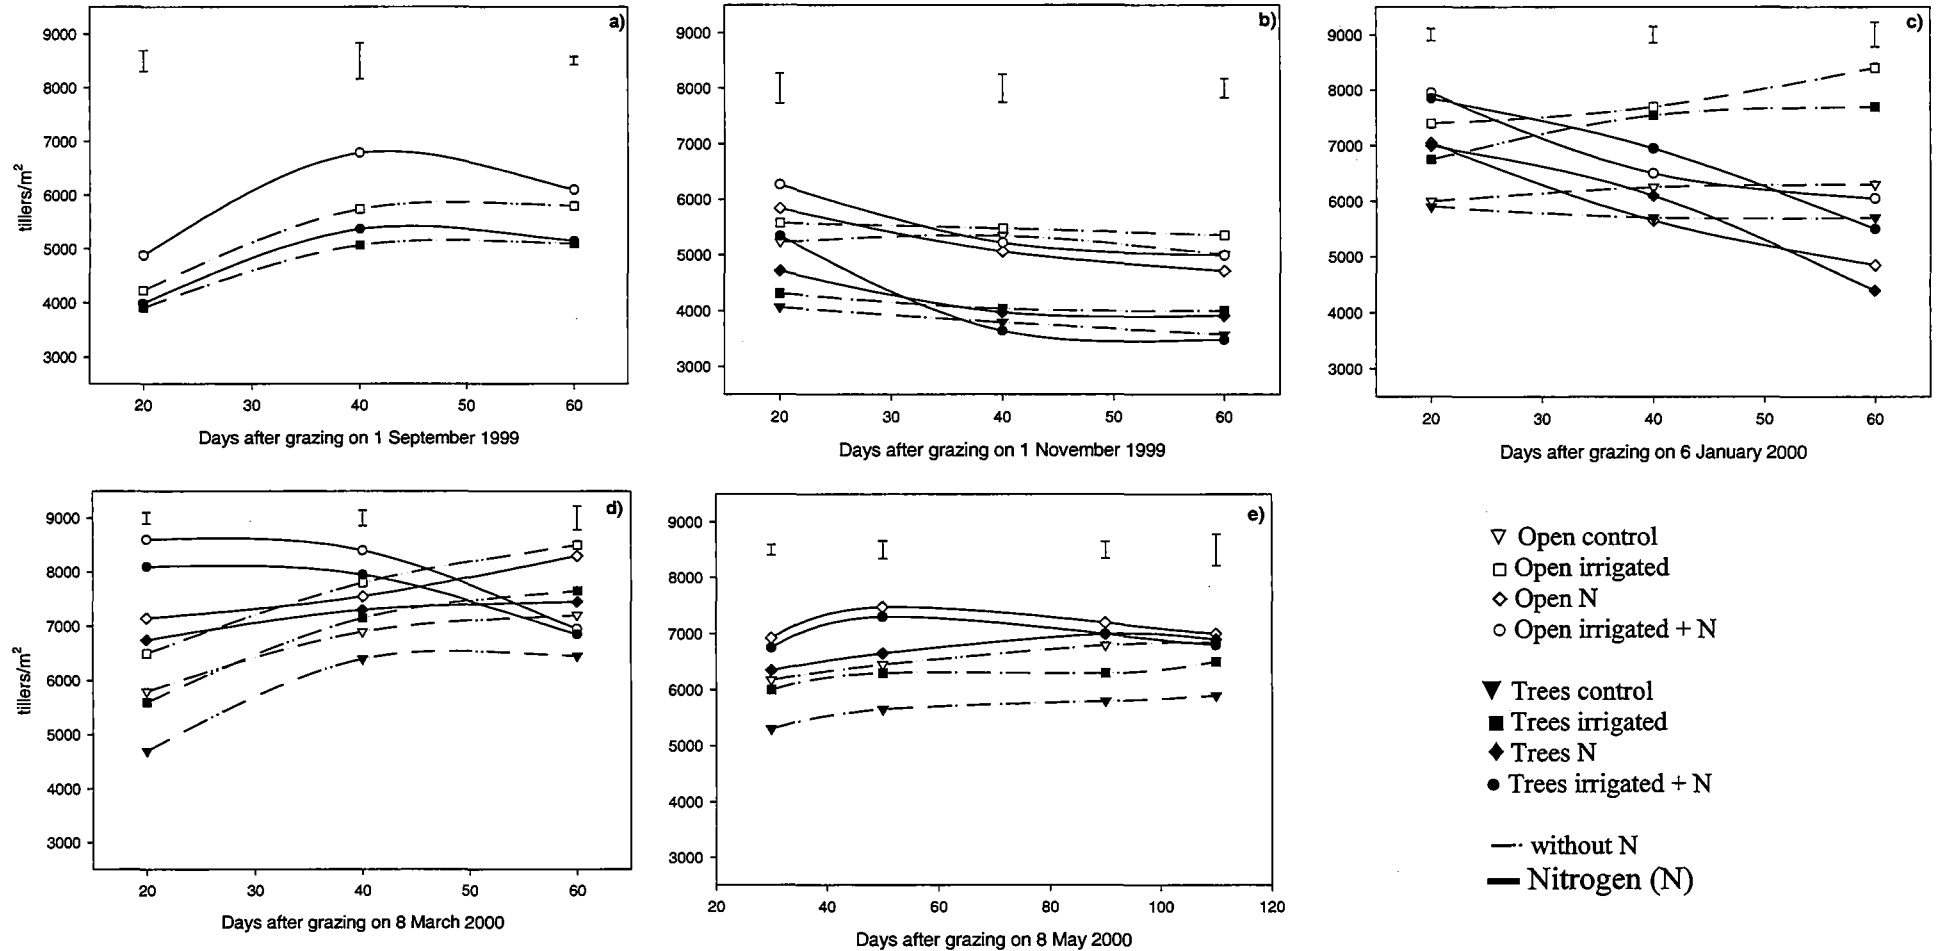 a)
9000
8000
7000
6000
5000
4000
3000
tillers/m²
20 30 40 50 60
Days after grazing on 1 September 1999
b)
9000
8000
7000
6000
5000
4000
3000
20 30 40 50 60
Days after grazing on 1 November 1999
c)
9000
8000
7000
6000
5000
4000
3000
20 30 40 50 60
Days after grazing on 6 January 2000
d)
9000
8000
7000
6000
5000
4000
3000
tillers/m²
20 30 40 50 60
Days after grazing on 8 March 2000
e)
9000
8000
7000
6000
5000
4000
3000
20 40 60 80 100 120
Days after grazing on 8 May 2000
Open control
Open irrigated
Open N
Open irrigated + N
Trees control
Trees irrigated
Trees N
Trees irrigated + N
without N
Nitrogen (N)